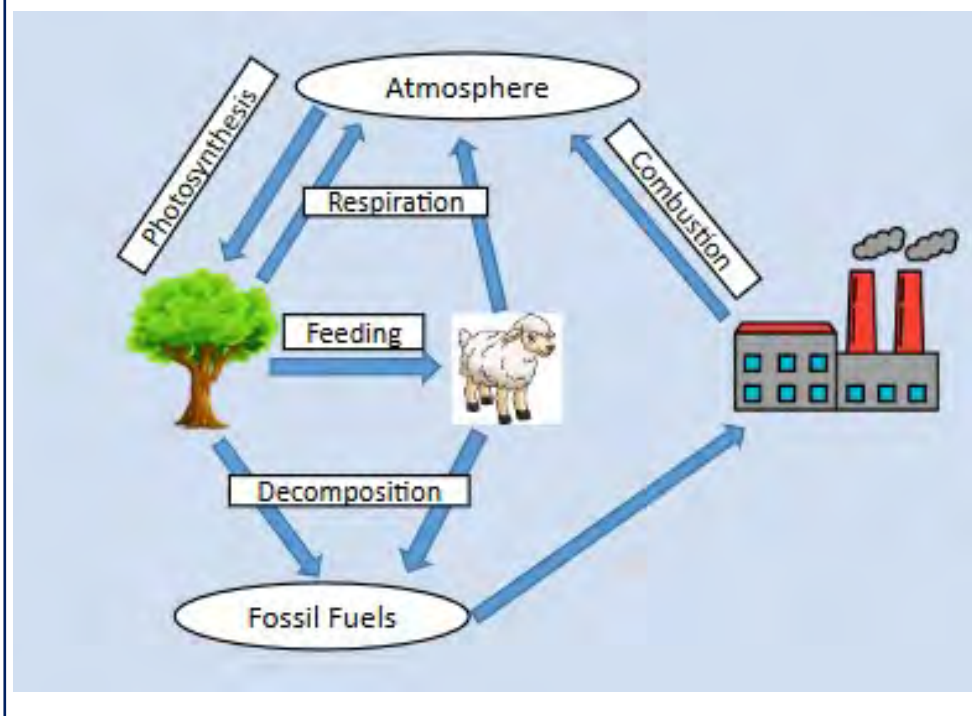 Atmosphere
Photosynthesis
Combustion
Respiration
Feeding
Decomposition
Fossil Fuels